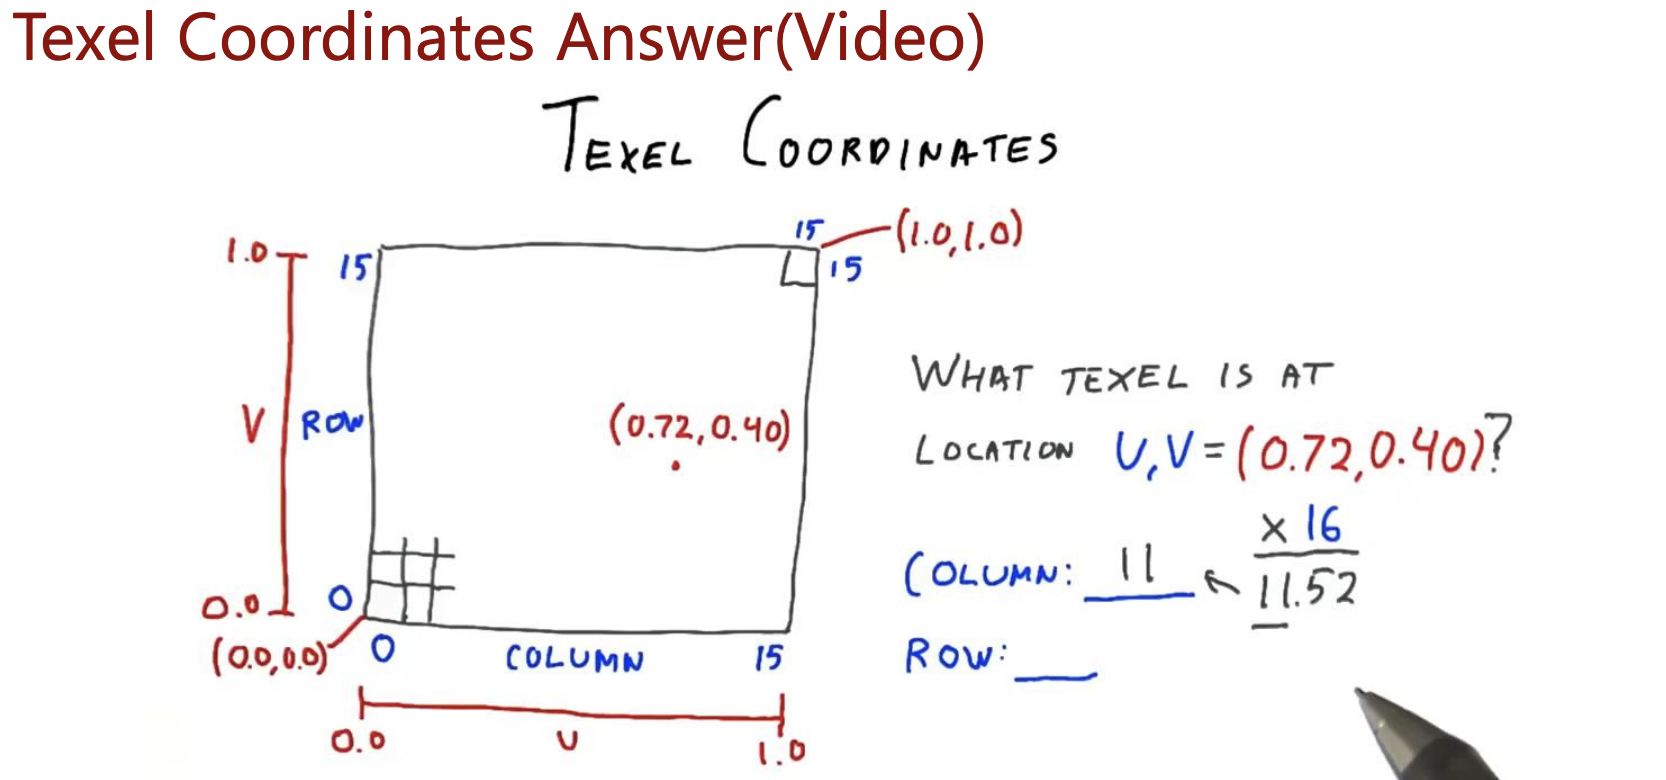 Texel Coordinates Answer(Video)
TEXEL COORDINATES
15
(1.0,1.0)
1.0
15
15
V
ROW
(0.72,0.40)
WHAT TEXEL IS AT
LOCATION U,V=(0.72,0.40)?
x 16
COLUMN: 11
11.52
0.0
0
(0.0,0.0)
0
COLUMN
15
ROW:
0.0
U
1.0